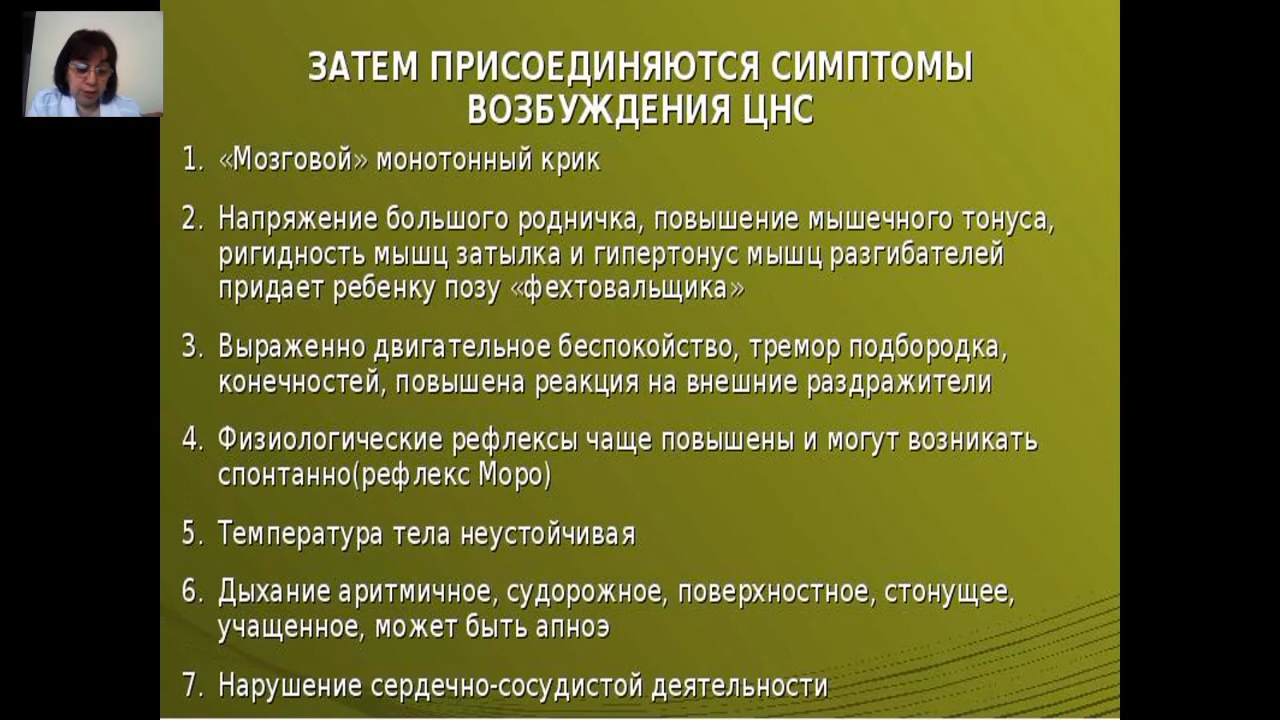 ЗАТЕМ ПРИСОЕДИНЯЮТСЯ СИМПТОМЫ
ВОЗБУЖДЕНИЯ ЦНС
1. «Мозговой» монотонный крик
2. Напряжение большого родничка, повышение мышечного тонуса,
ригидность мышц затылка и гипертонус мышц разгибателей
придает ребенку позу «фехтовальщика»
3. Выраженно двигательное беспокойство, тремор подбородка,
конечностей, повышена реакция на внешние раздражители
4. Физиологические рефлексы чаще повышены и могут возникать
спонтанно(рефлекс Моро)
5. Температура тела неустойчивая
6. Дыхание аритмичное, судорожное, поверхностное, стонущее,
учащенное, может быть апноэ
7. Нарушение сердечно-сосудистой деятельности